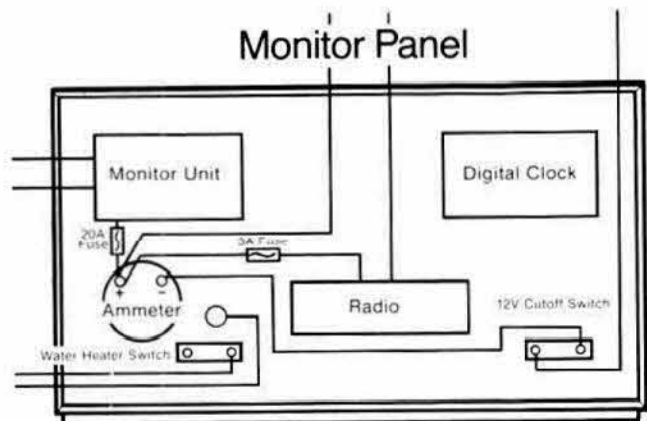 Monitor Panel
Monitor Unit
Digital Clock
20A
Fuse
3A Fuse
+
-
Ammeter
Radio
12V Cutoff Switch
Water Heater Switch